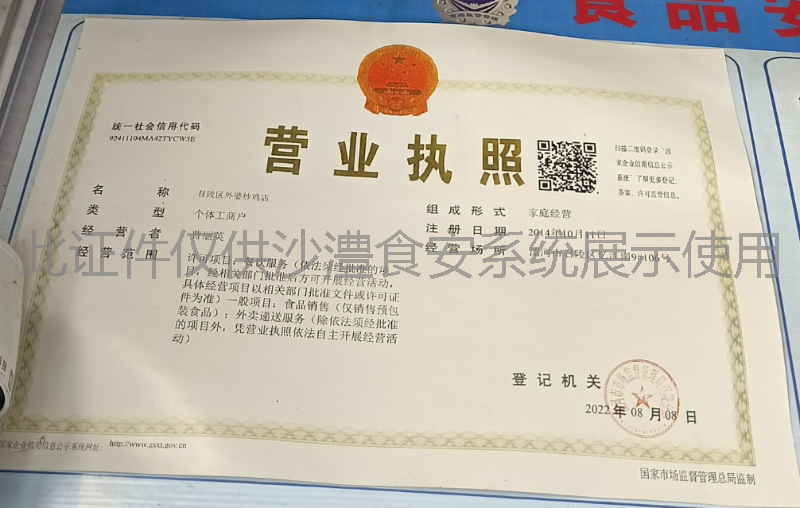 食品安
统一社会信用代码
92411104MA42TYCW5E
营业执照
扫描二维码登录‘国
家企业信用信息公示
系统’了解更多登记、
备案、许可监管信息。
名称 召陵区外婆炒鸡店
类型 个体工商户
经营者
经营范围 许可项目：餐饮服务（依法须经批准的项
目，经相关部门批准后方可开展经营活动，
具体经营项目以相关部门批准文件或许可证
件为准）一般项目：食品销售（仅销售预包
装食品）；外卖递送服务（除依法须经批准
的项目外，凭营业执照依法自主开展经营活
动）
组成形式 家庭经营
注册日期 2014年10月11日
经营场所
此证件仅供沙澧食安系统展示使用
登记机关
2022年08月08日
国家企业信用信息公示系统网址： http://www.gsxt.gov.cn
国家市场监督管理总局监制